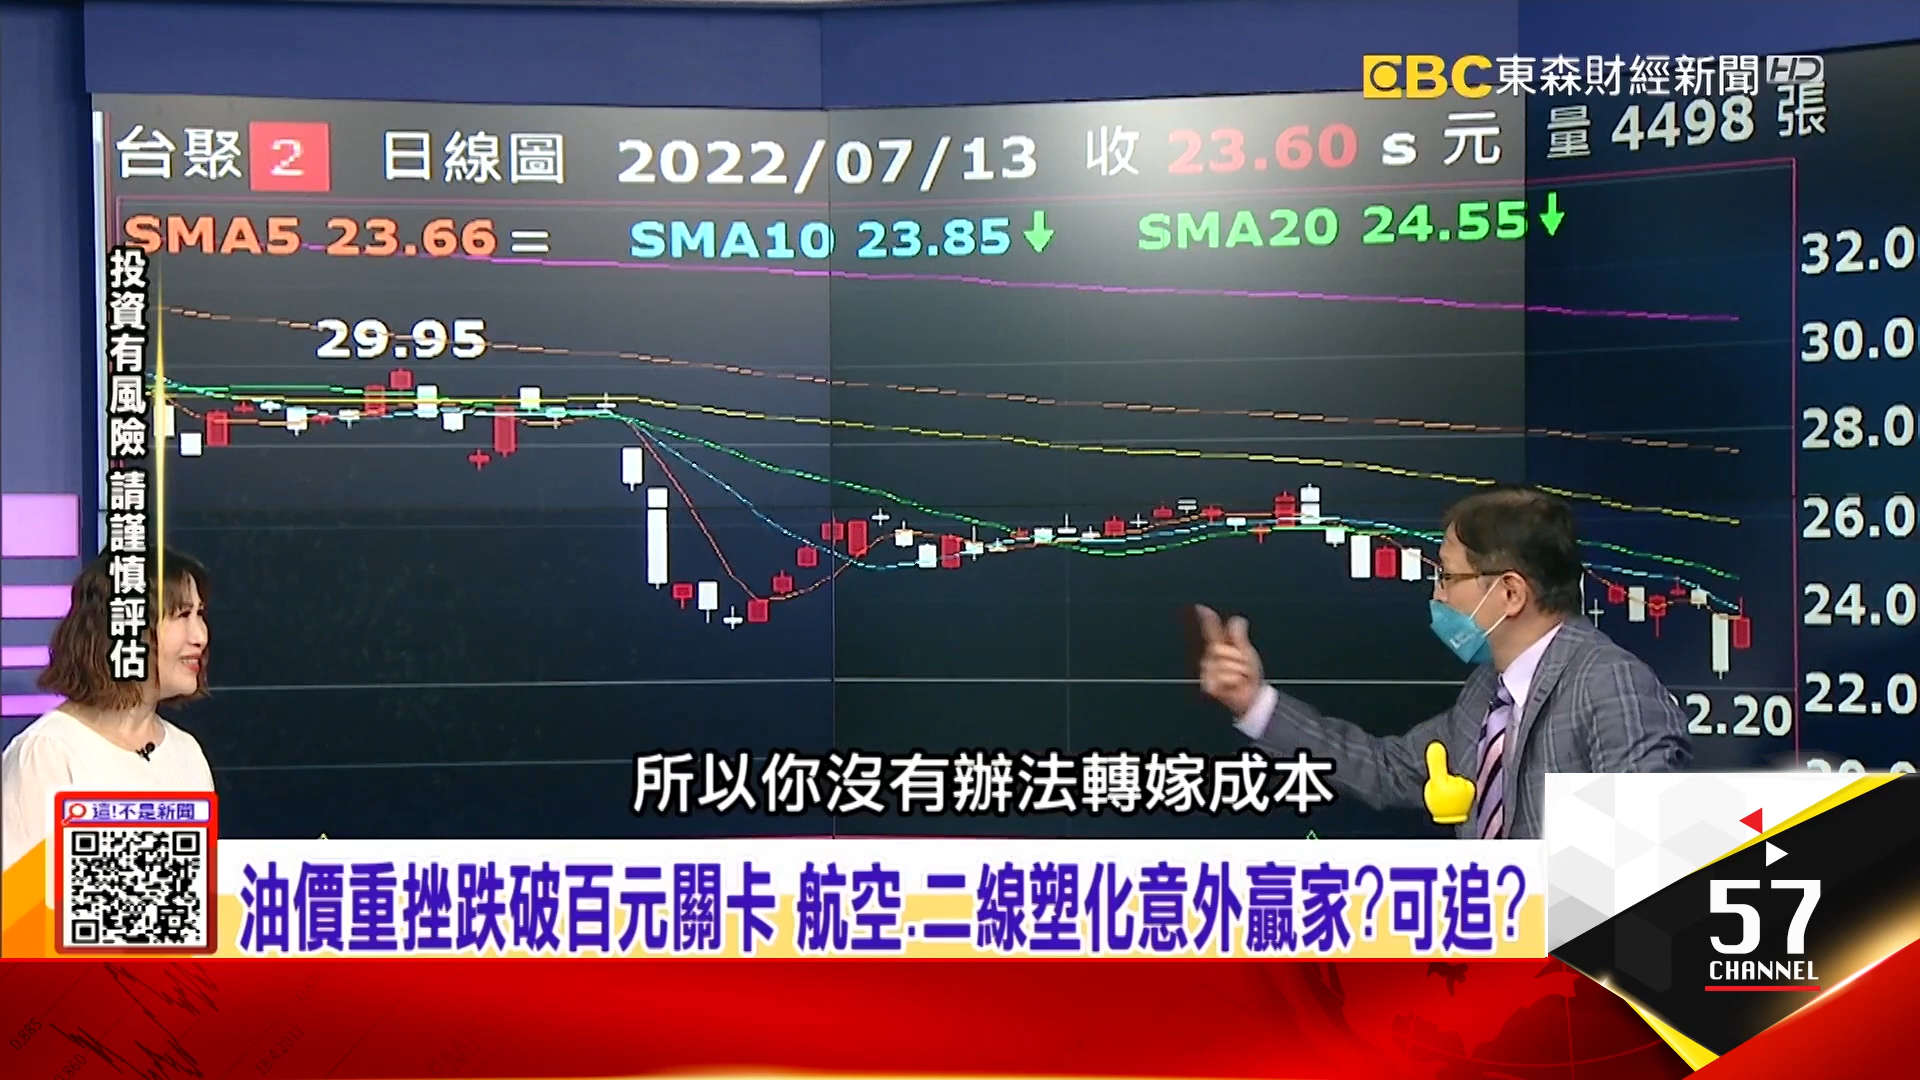 EBC東森財經新聞HD
台聚 2 日線圖 2022/07/13 收 23.60 s 元 量 4498 張
SMA5 23.66 = SMA10 23.85↓ SMA20 24.55↓
32.0
29.95
30.0
28.0
26.0
24.0
22.0
2.20
投資有風險 請謹慎評估
所以你沒有辦法轉嫁成本
這!不是新聞
油價重挫跌破百元關卡 航空.二線塑化意外贏家?可追?
57
CHANNEL